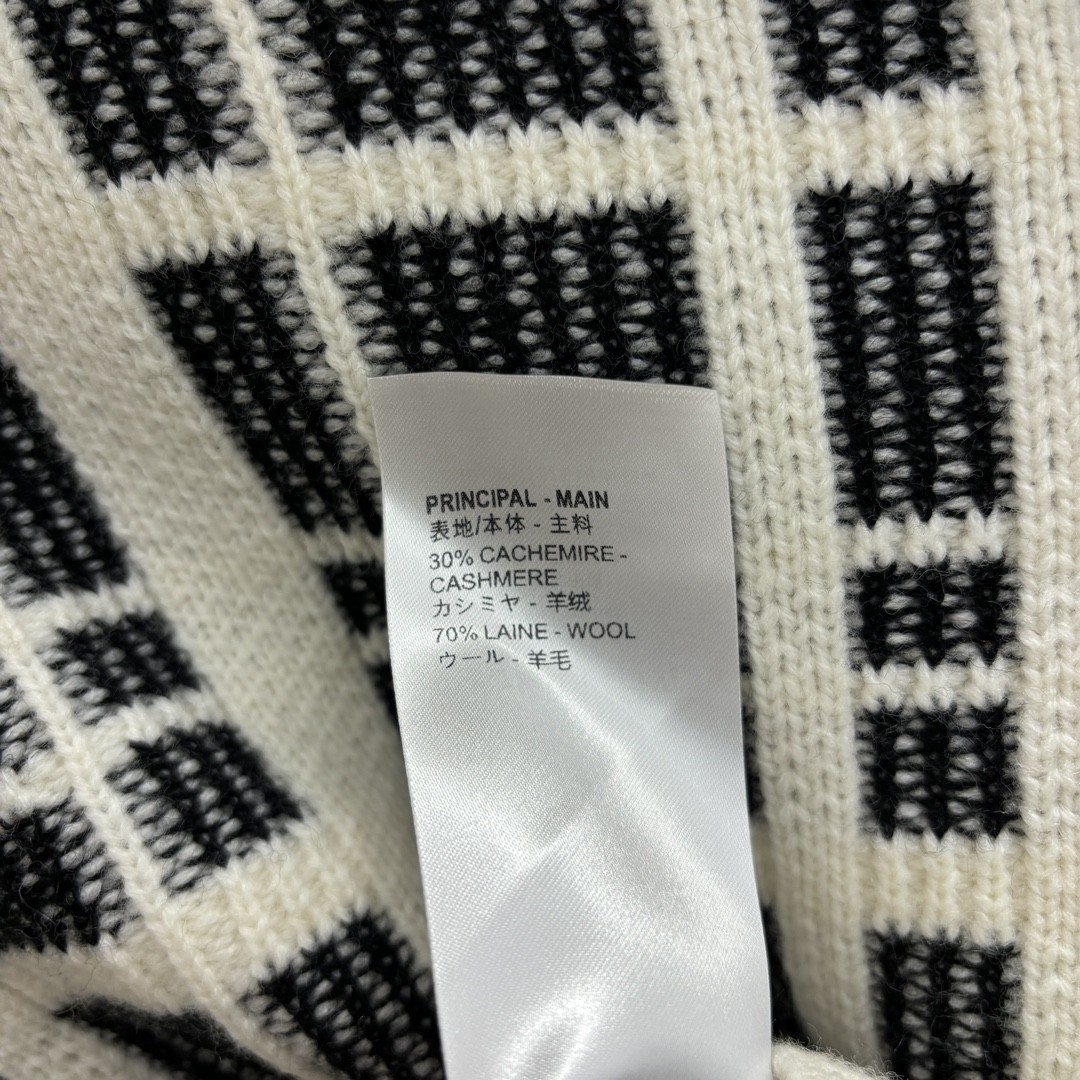 PRINCIPAL - MAIN
表地/本体 - 主料
30% CACHEMIRE -
CASHMERE
カシミヤ - 羊绒
70% LAINE - WOOL
ウール - 羊毛